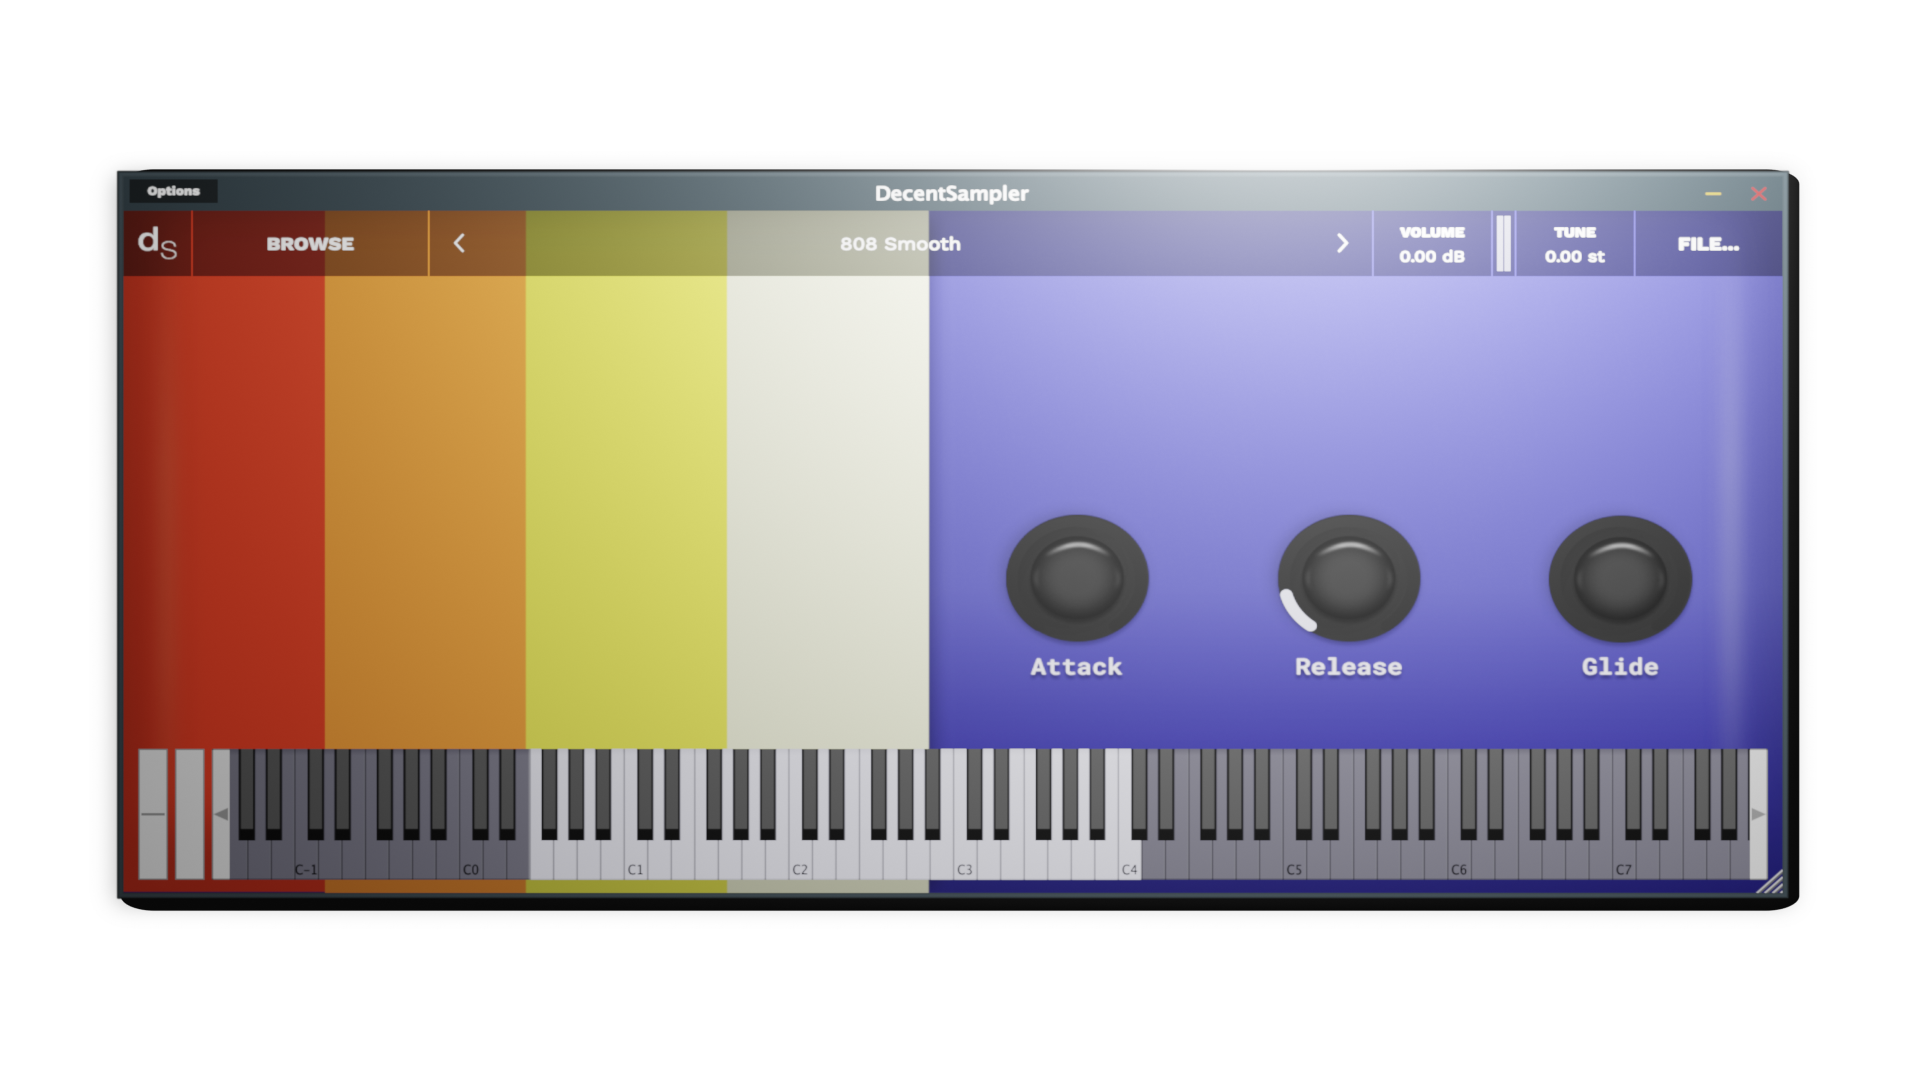 Options
DecentSampler
ds
BROWSE
808 Smooth
VOLUME
0.00 dB
TUNE
0.00 st
FILE...
Attack
Release
Glide
C-1
C0
C1
C2
C3
C4
C5
C6
C7